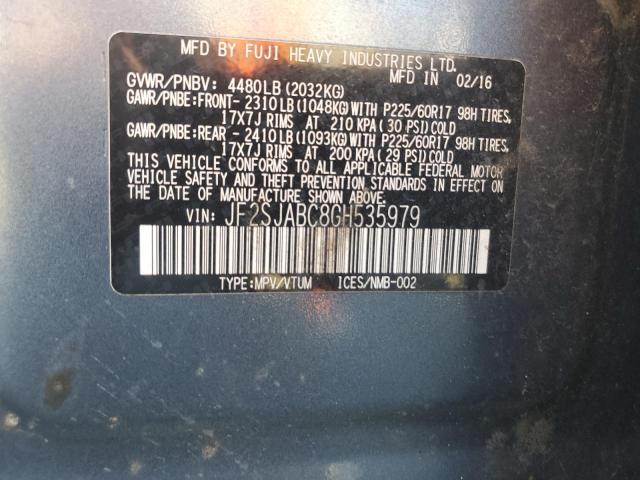 MFD BY FUJI HEAVY INDUSTRIES LTD.
MFD IN 02/16
GVWR/PNBV: 4480LB (2032KG)
GAWR/PNBE:FRONT- 2310LB(1048KG)WITH P225/60R17 98H TIRES,
17X7J RIMS AT 210 KPA (30 PSI)COLD
GAWR/PNBE:REAR - 2410LB(1093KG)WITH P225/60R17 98H TIRES,
17X7J RIMS AT 200 KPA (29 PSI)COLD
THIS VEHICLE CONFORMS TO ALL APPLICABLE FEDERAL MOTOR
VEHICLE SAFETY AND THEFT PREVENTION STANDARDS IN EFFECT ON
THE DATE OF MANUFACTURE SHOWN ABOVE.
VIN: JF2SJABC8GH535979
TYPE:MPV/VTUM ICES/NMB-002